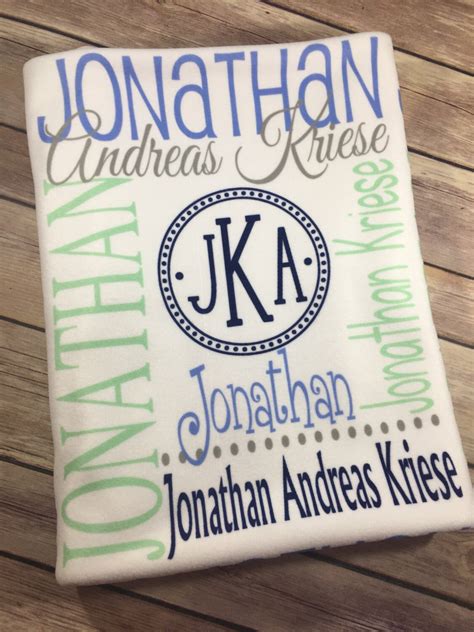 JONATHAN
Andreas Kriese
JONATHAN
JKA
Jonathan Kriese
Jonathan
Jonathan Andreas Kriese